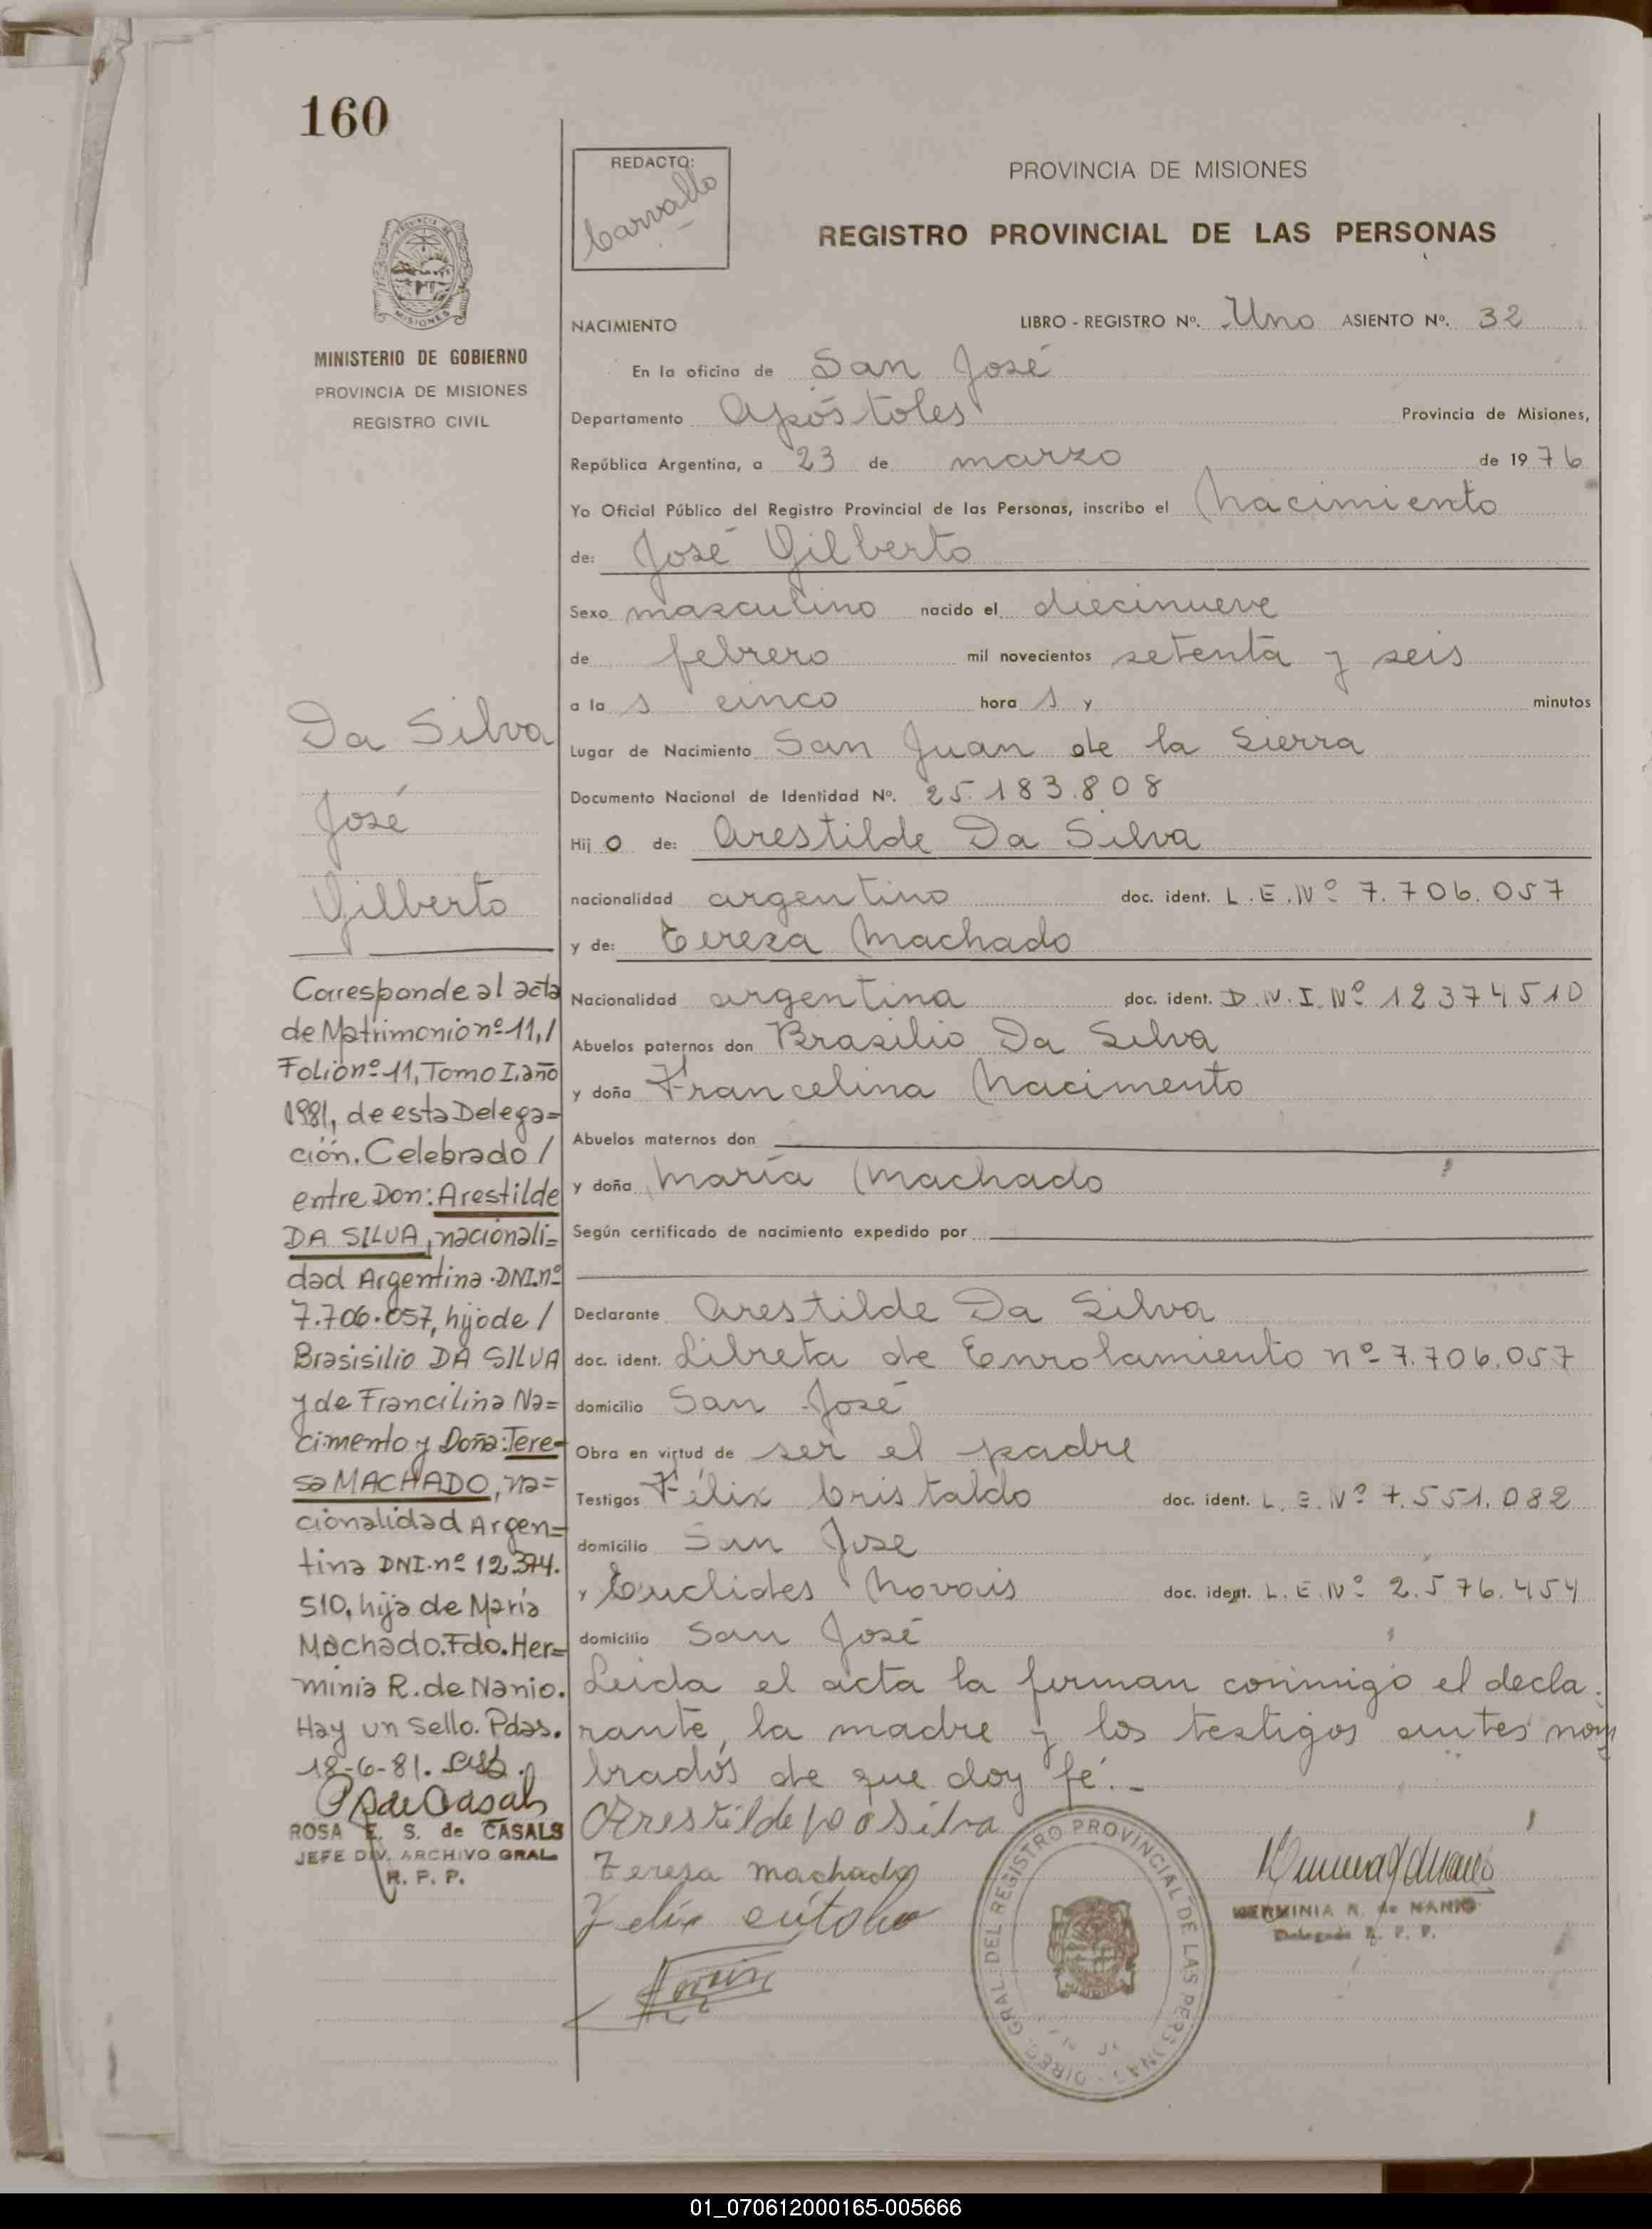 160
REDACTO:
Carvallo
PROVINCIA DE MISIONES
REGISTRO PROVINCIAL DE LAS PERSONAS
MISIONES
MINISTERIO DE GOBIERNO
PROVINCIA DE MISIONES
REGISTRO CIVIL
NACIMIENTO LIBRO - REGISTRO Nº. Uno ASIENTO Nº. 32
En la oficina de San José
Departamento Apóstoles Provincia de Misiones,
República Argentina, a 23 de marzo de 1976
Yo Oficial Público del Registro Provincial de las Personas, inscribo el Nacimiento
de: José Gilberto
Sexo masculino nacido el diecinueve
de febrero mil novecientos setenta y seis
a la s cinco hora s y minutos
Lugar de Nacimiento San Juan de la Sierra
Documento Nacional de Identidad Nº. 25.183.808
Hij o de: Arestilde Da Silva
nacionalidad argentino doc. ident. L.E.Nº 7.706.057
y de: Teresa Machado
Nacionalidad argentina doc. ident. D.N.I.Nº 12374510
Abuelos paternos don Brasilio Da Silva
y doña Francelina Nacimento
Abuelos maternos don
y doña María Machado
Según certificado de nacimiento expedido por
Declarante Arestilde Da Silva
doc. ident. Libreta de Enrolamiento nº 7.706.057
domicilio San José
Obra en virtud de ser el padre
Testigos Félix Cristaldo doc. ident. L.E.Nº 7.551.082
domicilio San José
y Euclides Novais doc. ident. L.E.Nº 2.576.454
domicilio San José
Leida el acta la firman conmigo el decla-
rante, la madre y los testigos antes nom
brados de que doy fé.-
Arestilde Da Silva
Teresa Machado
HERMINIA R. de NANIO
Delegada R. P. P.
DIREC. GRAL. DEL REGISTRO PROVINCIAL DE LAS PERSONAS
Da Silva
José
Gilberto
Corresponde al acta
de Matrimonio nº 11,/
Folio nº 11, Tomo I, año
1981, de esta Delega=
ción. Celebrado /
entre Don: Arestilde
DA SILVA, nacionali=
dad Argentina. DNI.nº
7.706.057, hijo de /
Brasisilio DA SILVA
y de Francilina Na=
cimento y Doña: Tere=
sa MACHADO, na=
cionalidad Argen=
tina DNI.nº 12.374.
510, hija de María
Machado. Fdo. Her=
minia R. de Nanio.
Hay un sello. Pdas.
18-6-81.
ROSA E. S. de CASALS
JEFE DIV. ARCHIVO GRAL.
R. P. P.
01_070612000165-005666